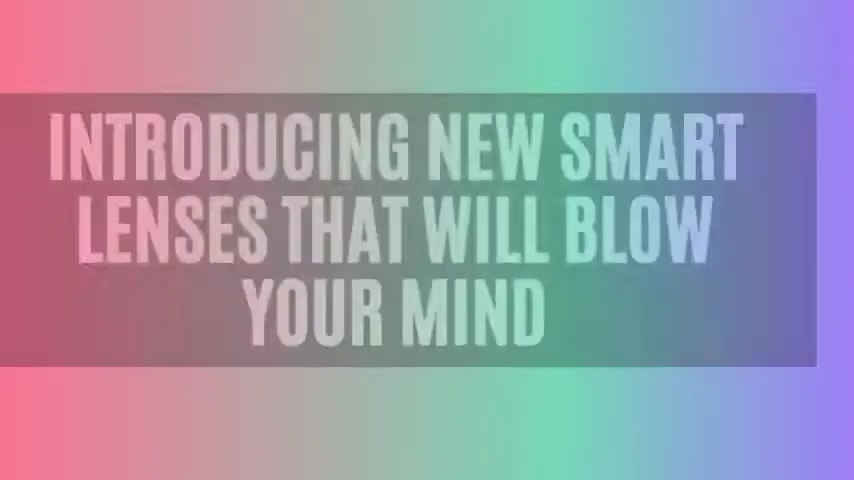 INTRODUCING NEW SMART
LENSES THAT WILL BLOW
YOUR MIND